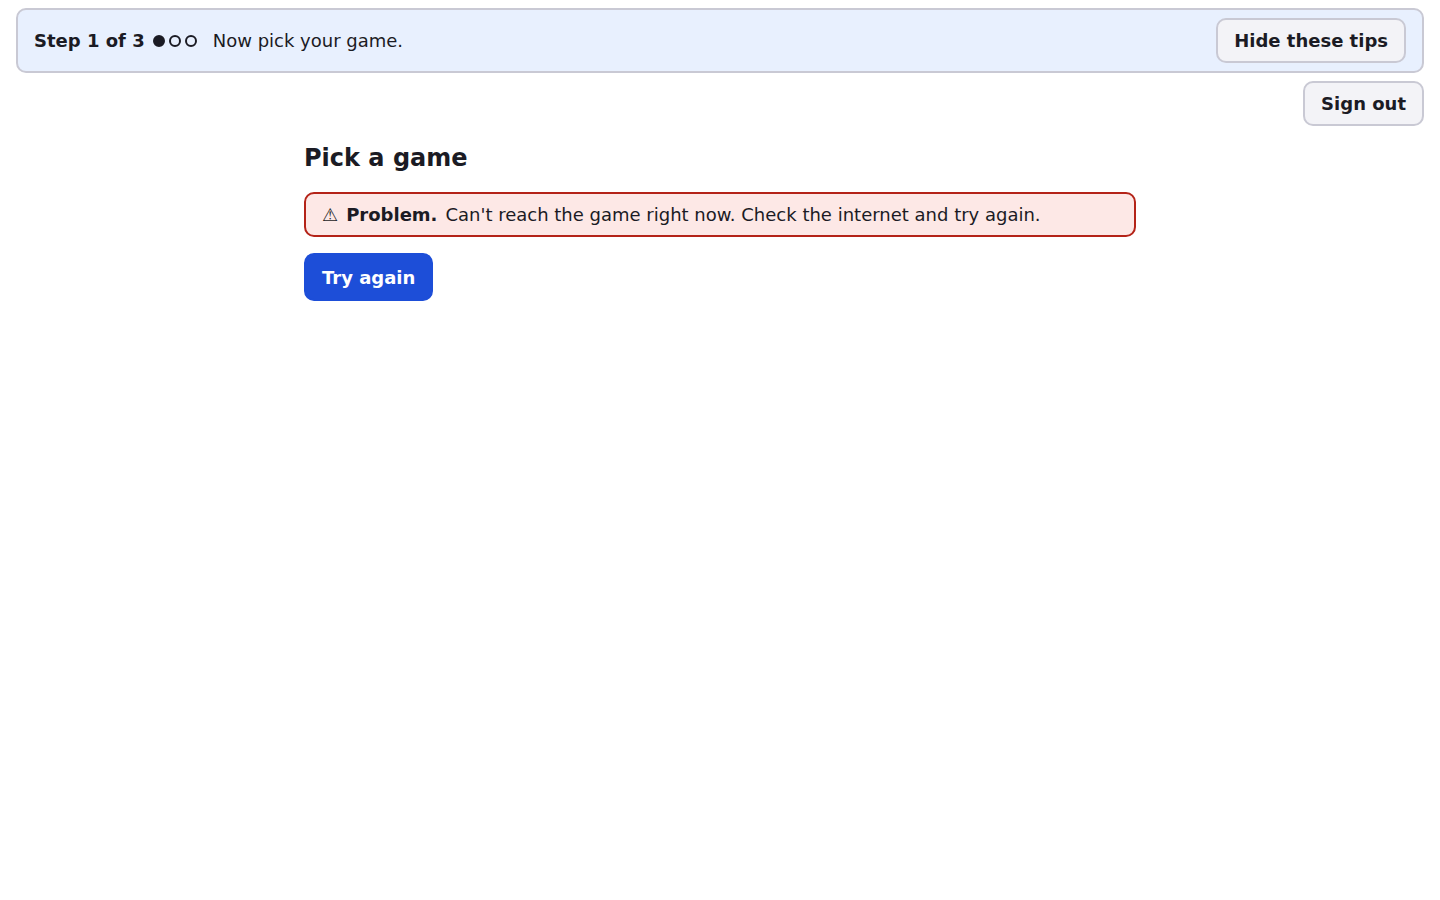 Step 1 of 3 Now pick your game.
Hide these tips
Sign out
Pick a game
⚠ Problem. Can't reach the game right now. Check the internet and try again.
Try again